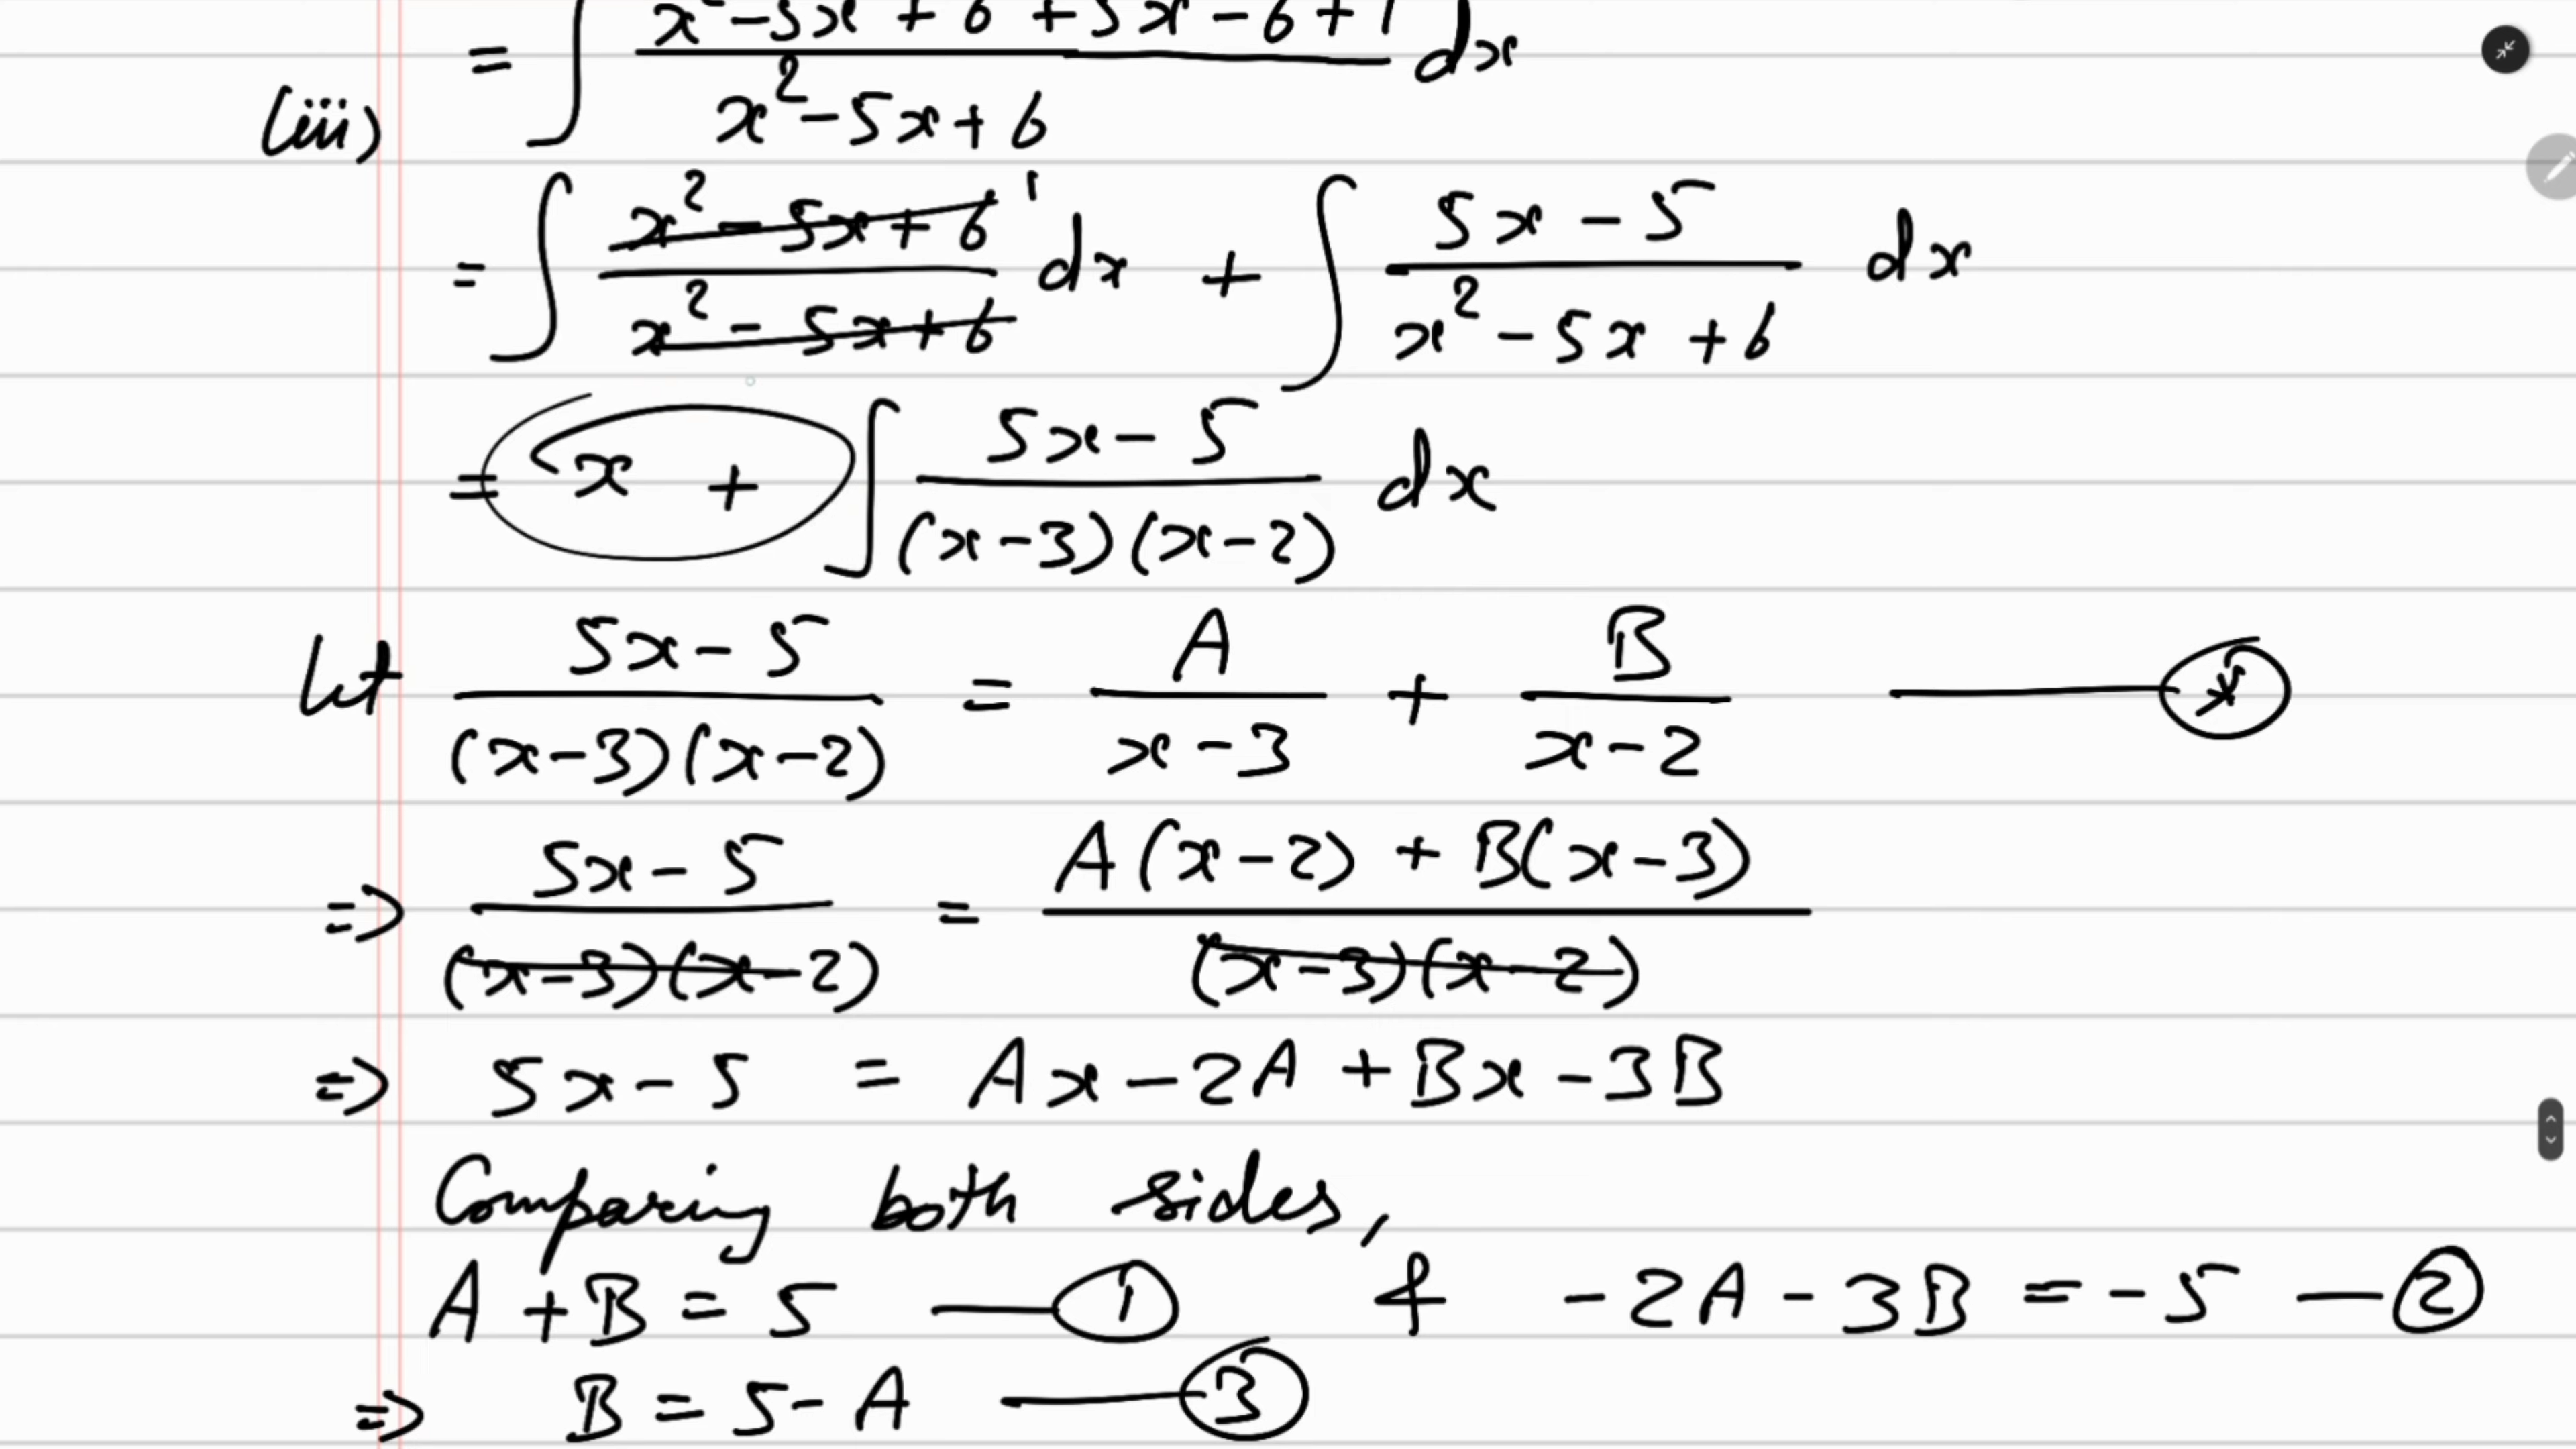 = ∫ (x² - 5x + 6 + 5x - 6 + 1)/(x² - 5x + 6) dx
(iii)
= ∫ (x² - 5x + 6)/(x² - 5x + 6) ¹ dx + ∫ (5x - 5)/(x² - 5x + 6) dx
= x + ∫ (5x - 5)/((x-3)(x-2)) dx
Let (5x - 5)/((x-3)(x-2)) = A/(x-3) + B/(x-2) — (*)
⇒ (5x - 5)/((x-3)(x-2)) = (A(x-2) + B(x-3))/((x-3)(x-2))
⇒ 5x - 5 = Ax - 2A + Bx - 3B
Comparing both sides,
A + B = 5 — ① & -2A - 3B = -5 — ②
⇒ B = 5 - A — ③